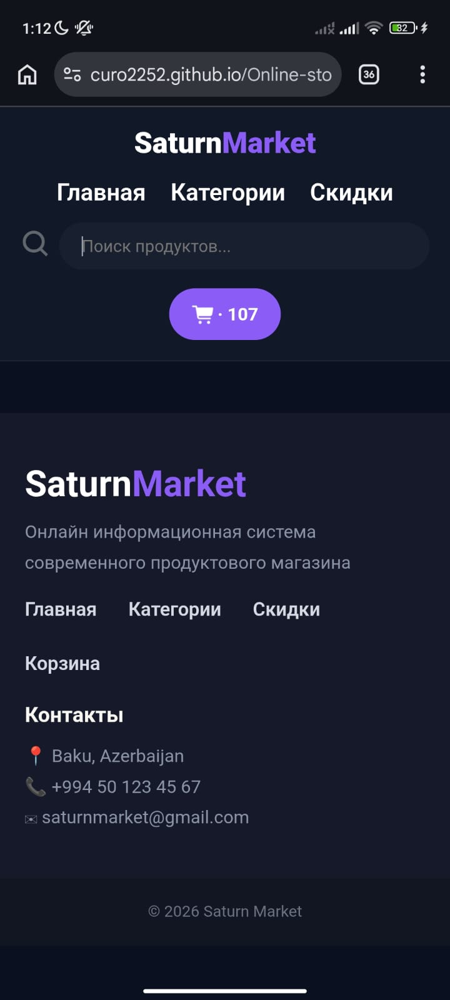 1:12
32
curo2252.github.io/Online-sto
36
SaturnMarket
Главная Категории Скидки
Поиск продуктов...
· 107
SaturnMarket
Онлайн информационная система
современного продуктового магазина
Главная Категории Скидки
Корзина
Контакты
📍 Baku, Azerbaijan
📞 +994 50 123 45 67
✉ saturnmarket@gmail.com
© 2026 Saturn Market